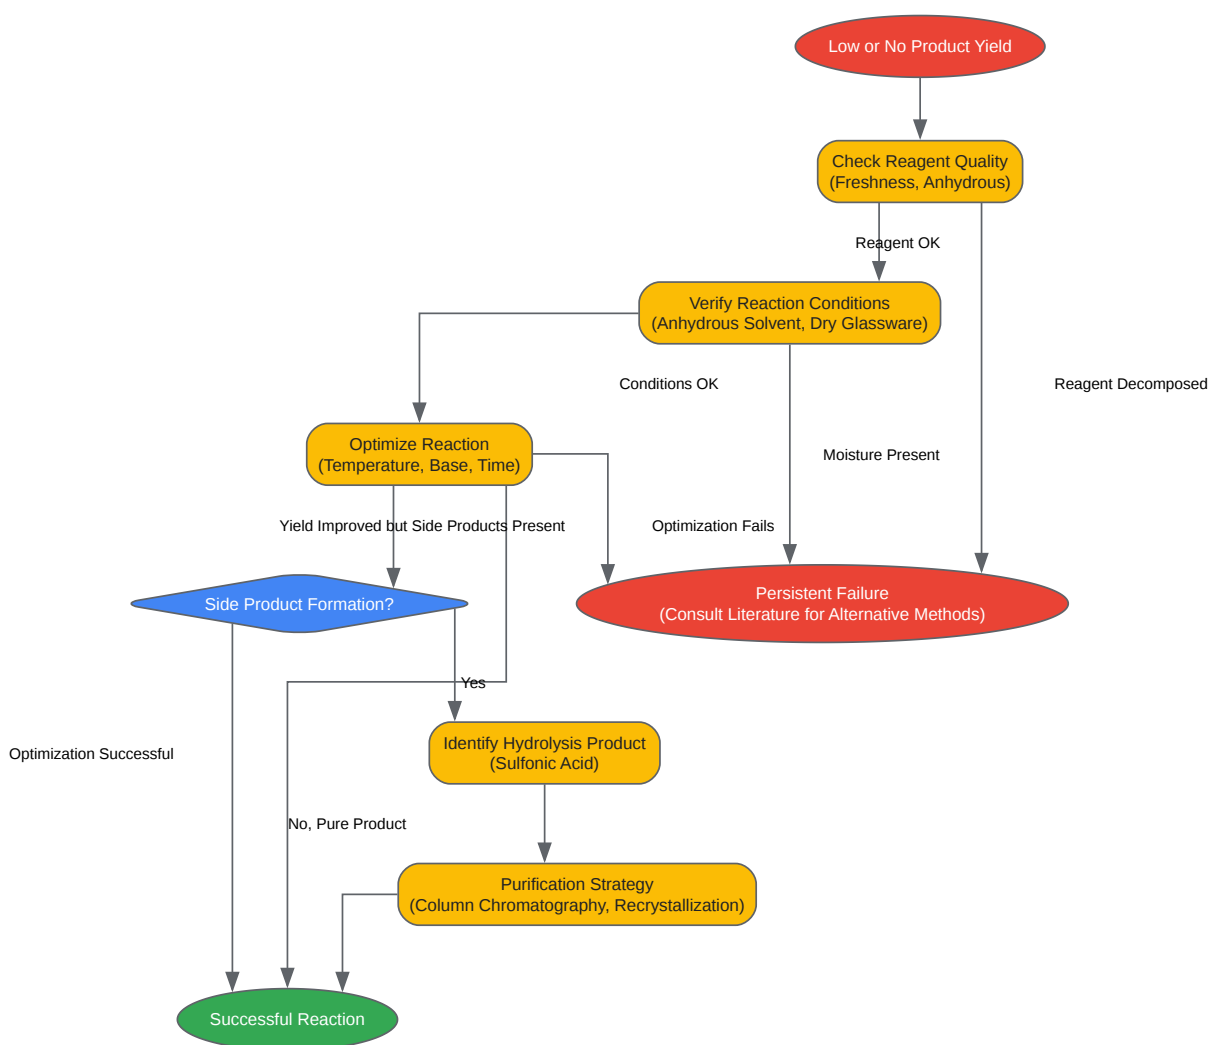 Low or No Product Yield
Check Reagent Quality
(Freshness, Anhydrous)
Reagent OK
Verify Reaction Conditions
(Anhydrous Solvent, Dry Glassware)
Conditions OK
Reagent Decomposed
Optimize Reaction
(Temperature, Base, Time)
Moisture Present
Yield Improved but Side Products Present
Optimization Fails
Side Product Formation?
Persistent Failure
(Consult Literature for Alternative Methods)
Yes
Identify Hydrolysis Product
(Sulfonic Acid)
Optimization Successful
No, Pure Product
Purification Strategy
(Column Chromatography, Recrystallization)
Successful Reaction